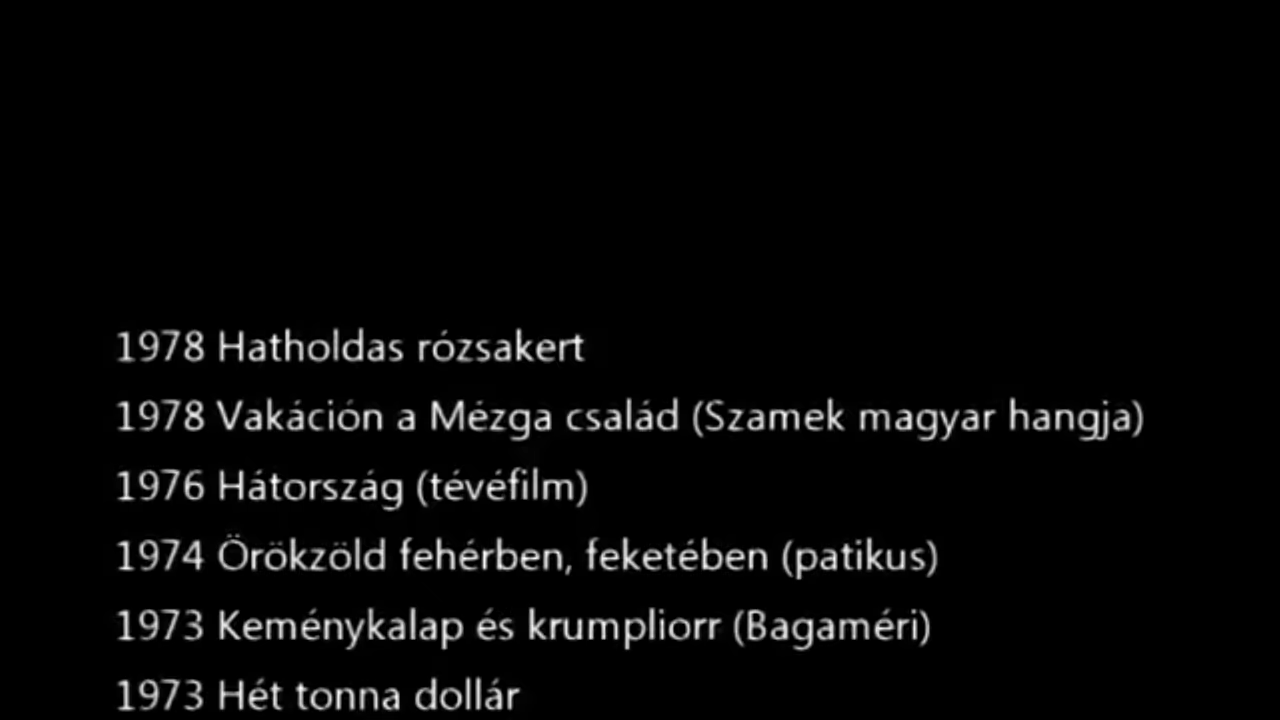 1978 Hatholdas rózsakert
1978 Vakáción a Mézga család (Szamek magyar hangja)
1976 Hátország (tévéfilm)
1974 Örökzöld fehérben, feketében (patikus)
1973 Keménykalap és krumpliorr (Bagaméri)
1973 Hét tonna dollár